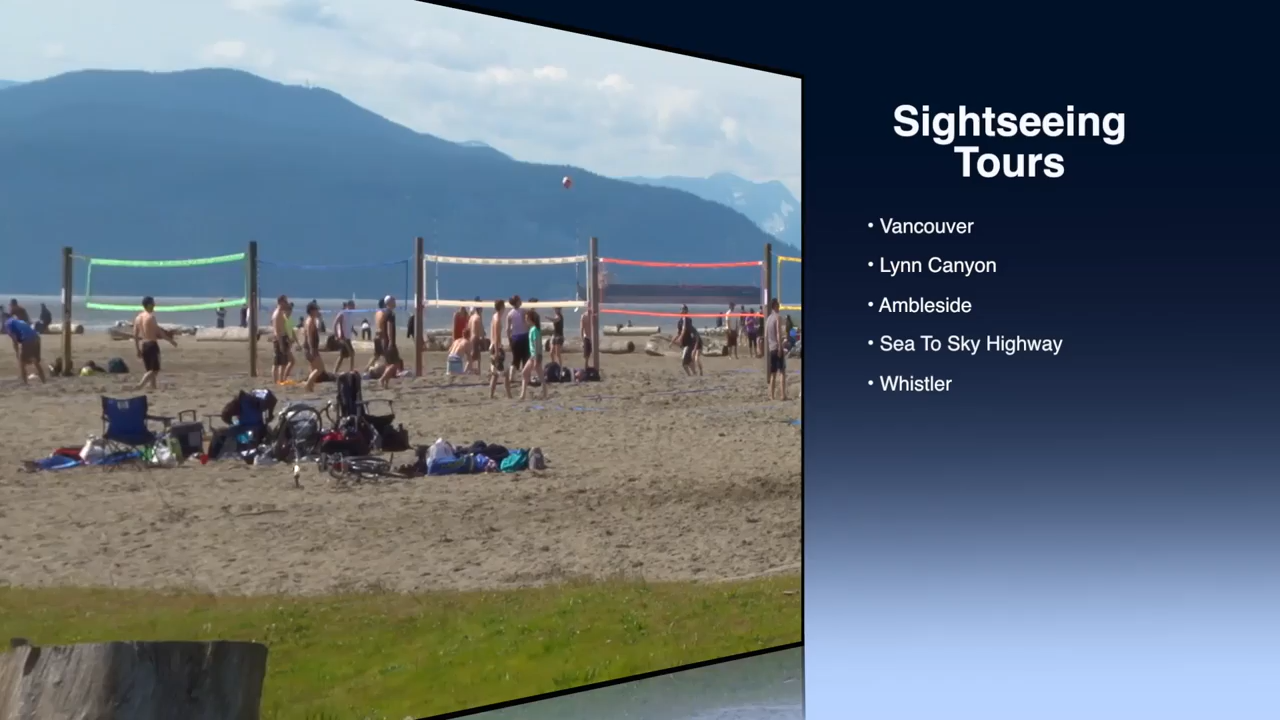 Sightseeing
Tours
• Vancouver
• Lynn Canyon
• Ambleside
• Sea To Sky Highway
• Whistler